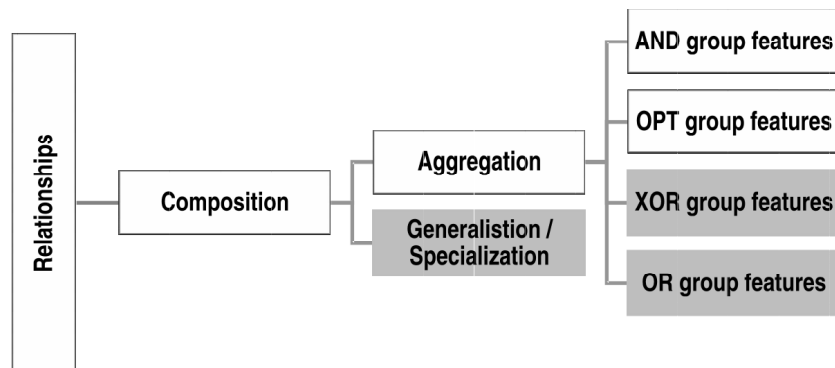 Relationships
Composition
Aggregation
Generalistion /
Specialization
AND group features
OPT group features
XOR group features
OR group features